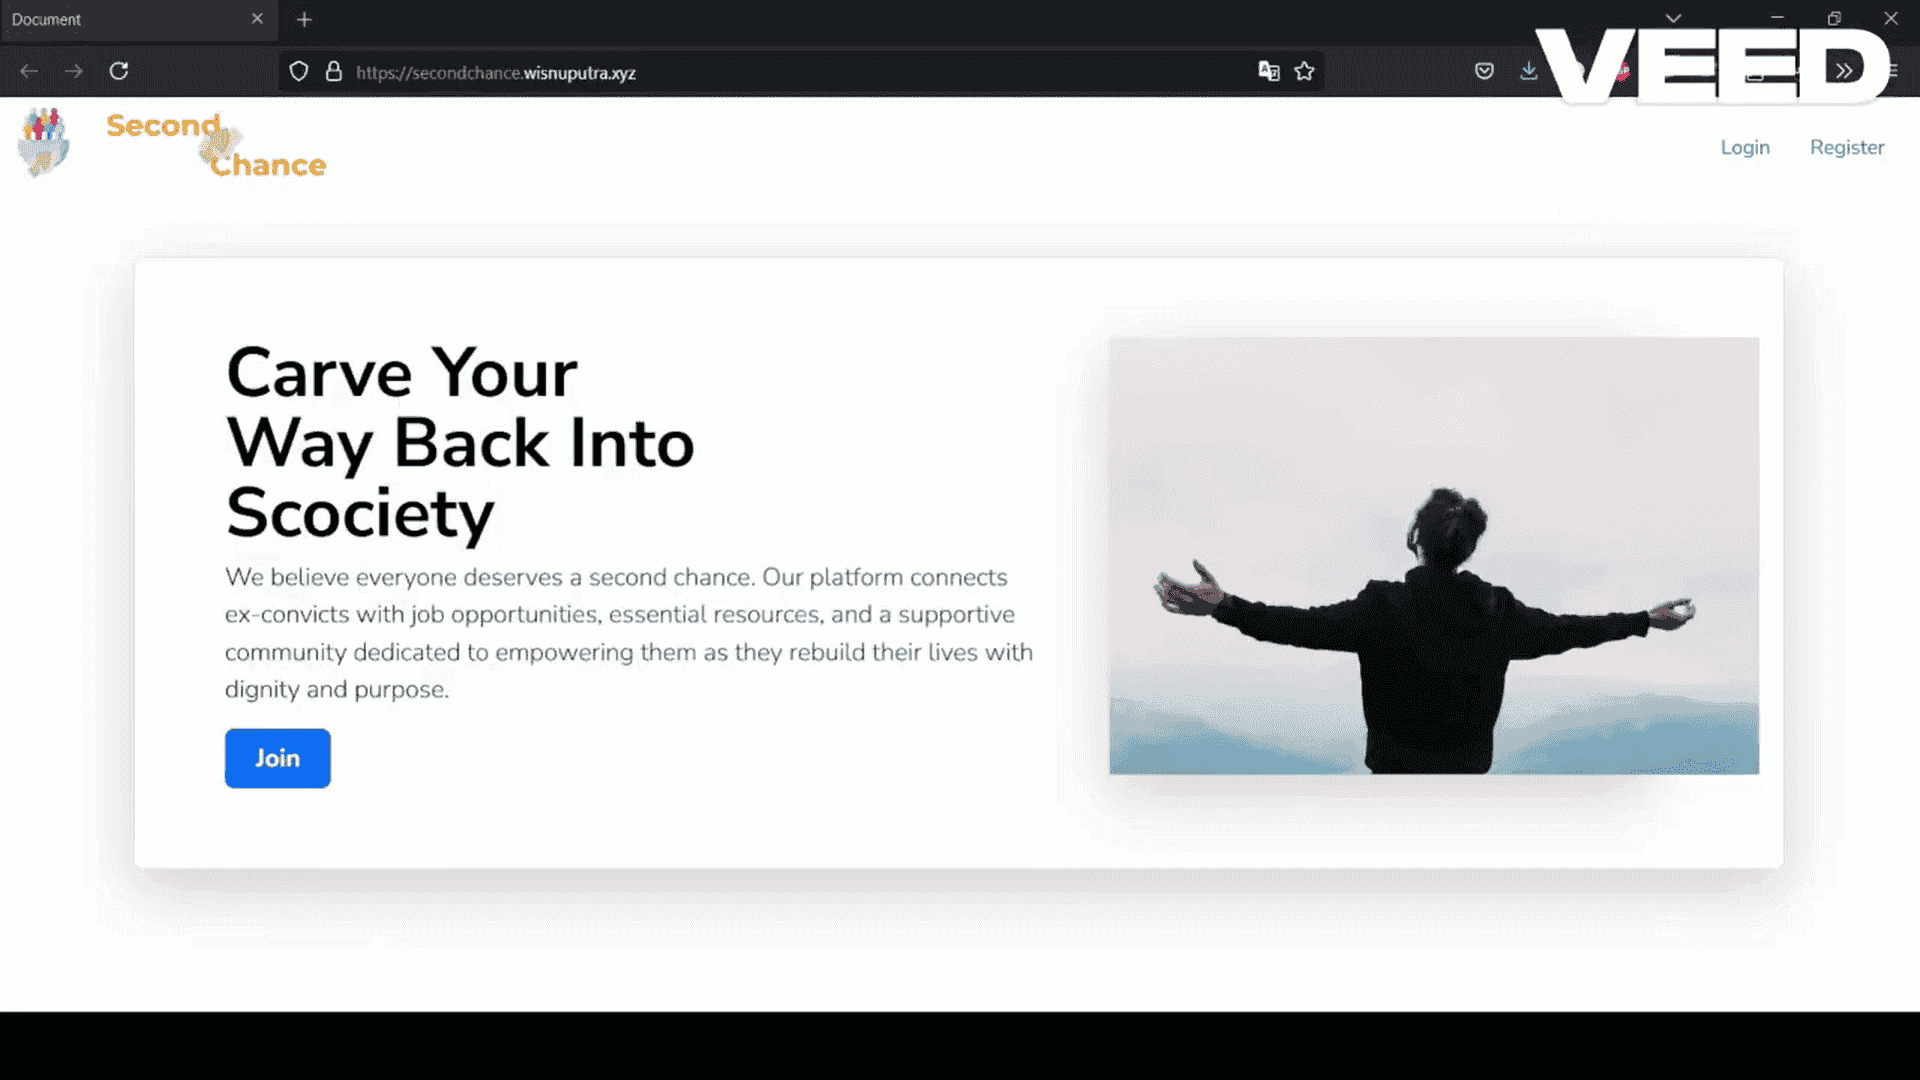 Document
https://secondchance.wisnuputra.xyz
VEED
Second
Chance
Login
Register
Carve Your
Way Back Into
Scociety
We believe everyone deserves a second chance. Our platform connects
ex-convicts with job opportunities, essential resources, and a supportive
community dedicated to empowering them as they rebuild their lives with
dignity and purpose.
Join